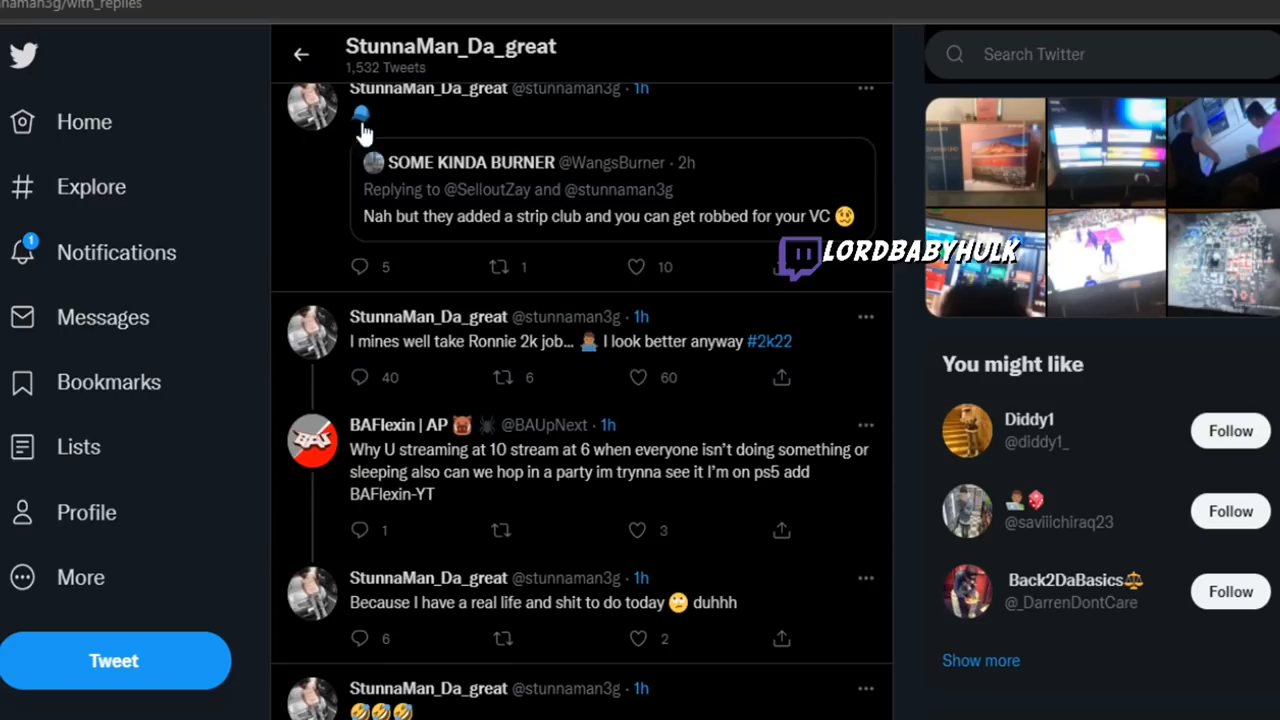 naman3g/with_replies
StunnaMan_Da_great
1,532 Tweets
Search Twitter
Home
Explore
1
Notifications
Messages
Bookmarks
Lists
Profile
More
Tweet
StunnaMan_Da_great @stunnaman3g · 1h
🧢
SOME KINDA BURNER @WangsBurner · 2h
Replying to @SelloutZay and @stunnaman3g
Nah but they added a strip club and you can get robbed for your VC 🥴
5 1 10
LORDBABYHULK
StunnaMan_Da_great @stunnaman3g · 1h
I mines well take Ronnie 2k job... 👨🏽‍💻 I look better anyway #2k22
40 6 60
BAFlexin | AP 🐷 🕷 @BAUpNext · 1h
Why U streaming at 10 stream at 6 when everyone isn't doing something or
sleeping also can we hop in a party im trynna see it I'm on ps5 add
BAFlexin-YT
1 3
StunnaMan_Da_great @stunnaman3g · 1h
Because I have a real life and shit to do today 🙄 duhhh
6 2
StunnaMan_Da_great @stunnaman3g · 1h
🤣🤣🤣
You might like
Diddy1
@diddy1_
Follow
@saviiichiraq23
Follow
Back2DaBasics⚖️
@_DarrenDontCare
Follow
Show more